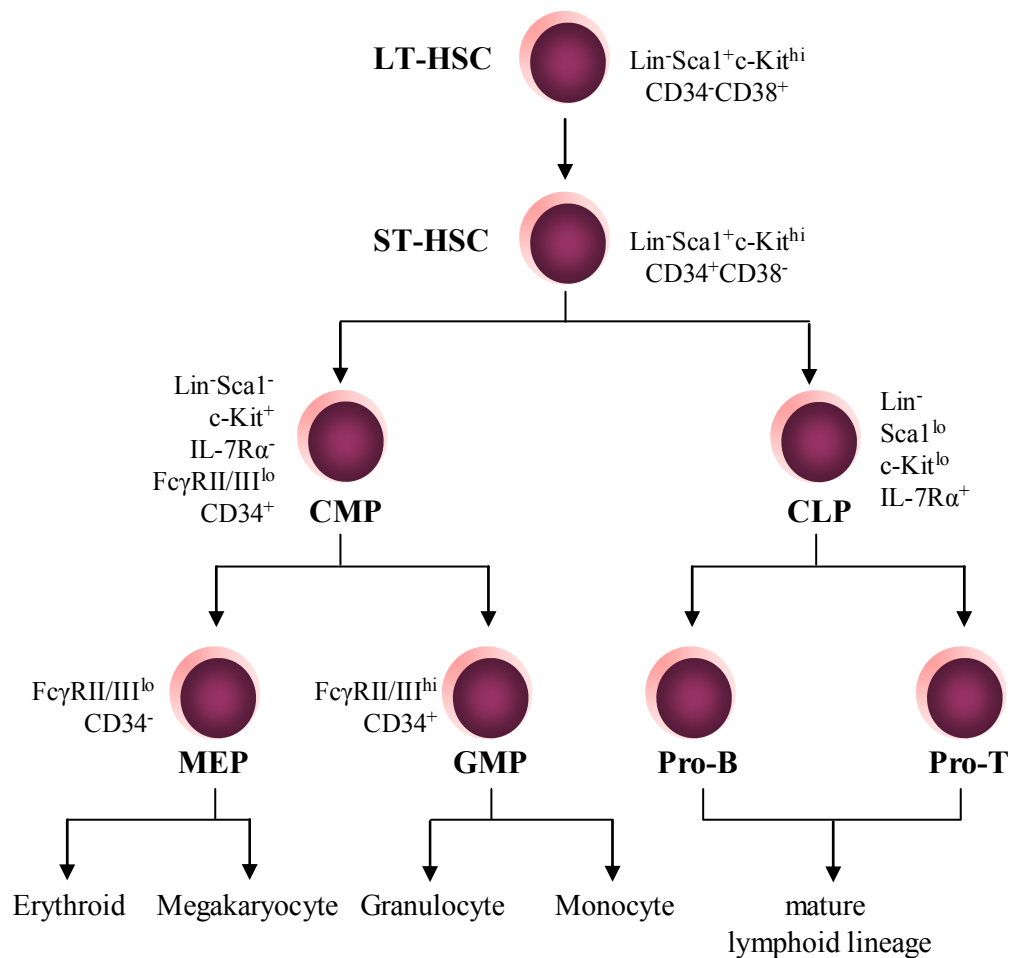 LT-HSC
Lin⁻Sca1⁺c-Kitʰⁱ
CD34⁻CD38⁺
ST-HSC
Lin⁻Sca1⁺c-Kitʰⁱ
CD34⁺CD38⁻
Lin⁻Sca1⁻
c-Kit⁺
IL-7Rα⁻
FcγRII/IIIˡᵒ
CD34⁺
CMP
Lin⁻
Sca1ˡᵒ
c-Kitˡᵒ
IL-7Rα⁺
CLP
FcγRII/IIIˡᵒ
CD34⁻
MEP
FcγRII/IIIʰⁱ
CD34⁺
GMP
Pro-B
Pro-T
Erythroid
Megakaryocyte
Granulocyte
Monocyte
mature
lymphoid lineage